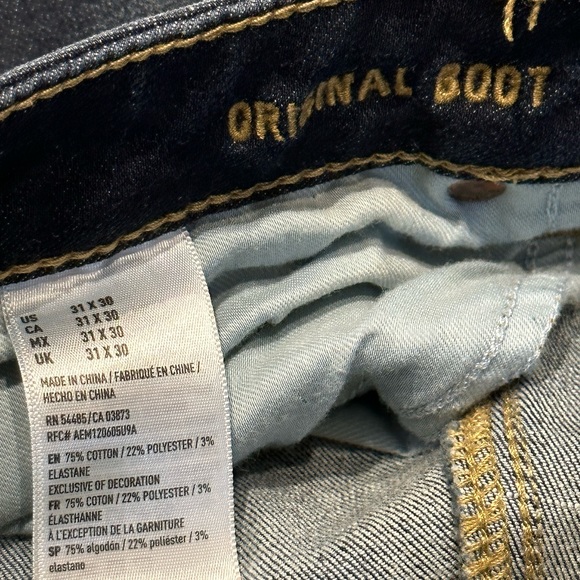 ORIGINAL BOOT
US 31 X 30
CA 31 X 30
MX 31 X 30
UK 31 X 30
MADE IN CHINA / FABRIQUÉ EN CHINE /
HECHO EN CHINA
RN 54485 / CA 03873
RFC# AEM120605U9A
EN 75% COTTON / 22% POLYESTER / 3%
ELASTANE
EXCLUSIVE OF DECORATION
FR 75% COTON / 22% POLYESTER / 3%
ÉLASTHANNE
À L'EXCEPTION DE LA GARNITURE
SP 75% algodón / 22% poliéster / 3%
elastano